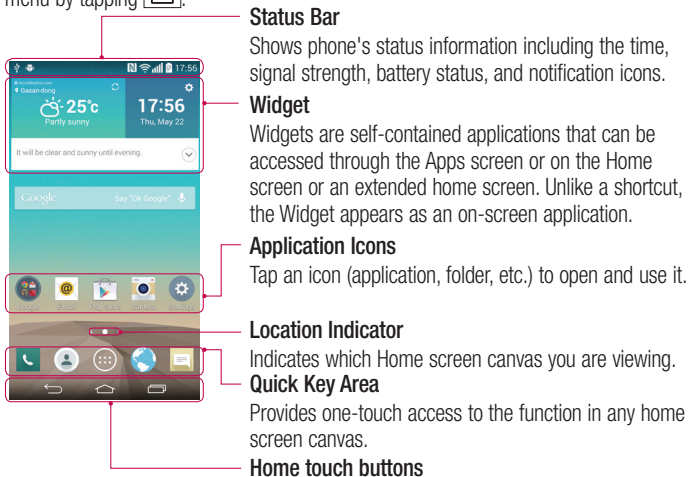 menu by tapping
Status Bar
Shows phone's status information including the time,
signal strength, battery status, and notification icons.
Widget
Widgets are self-contained applications that can be
accessed through the Apps screen or on the Home
screen or an extended home screen. Unlike a shortcut,
the Widget appears as an on-screen application.
Application Icons
Tap an icon (application, folder, etc.) to open and use it.
Location Indicator
Indicates which Home screen canvas you are viewing.
Quick Key Area
Provides one-touch access to the function in any home
screen canvas.
Home touch buttons
17:56
Gasan-dong
25°c
Partly sunny
17:56
Thu, May 22
It will be clear and sunny until evening.
Google
Say "Ok Google"
Google
Email
Play Store
Camera
Settings